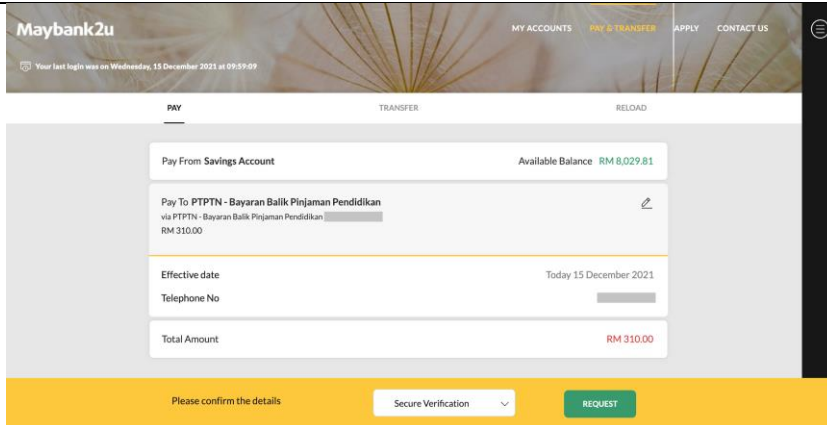 Maybank2u
MY ACCOUNTS PAY & TRANSFER APPLY CONTACT US
Your last login was on Wednesday, 15 December 2021 at 09:59:09
PAY TRANSFER RELOAD
Pay From Savings Account Available Balance RM 8,029.81
Pay To PTPTN - Bayaran Balik Pinjaman Pendidikan
via PTPTN - Bayaran Balik Pinjaman Pendidikan
RM 310.00
Effective date Today 15 December 2021
Telephone No
Total Amount RM 310.00
Please confirm the details Secure Verification REQUEST